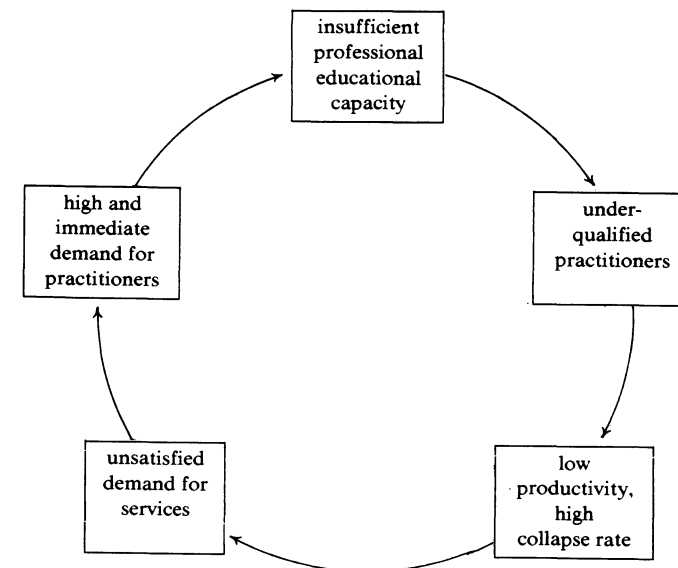 insufficient
professional
educational
capacity
high and
immediate
demand for
practitioners
under-
qualified
practitioners
unsatisfied
demand for
services
low
productivity,
high
collapse rate